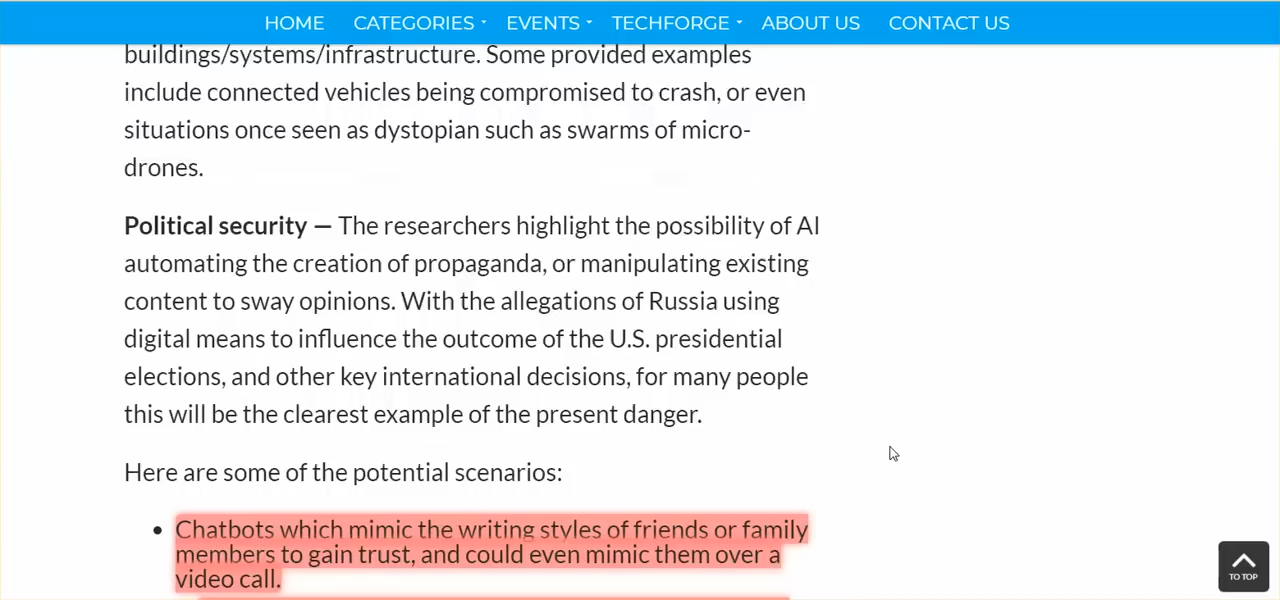 HOME CATEGORIES EVENTS TECHFORGE ABOUT US CONTACT US
buildings/systems/infrastructure. Some provided examples
include connected vehicles being compromised to crash, or even
situations once seen as dystopian such as swarms of micro-
drones.
Political security — The researchers highlight the possibility of AI
automating the creation of propaganda, or manipulating existing
content to sway opinions. With the allegations of Russia using
digital means to influence the outcome of the U.S. presidential
elections, and other key international decisions, for many people
this will be the clearest example of the present danger.
Here are some of the potential scenarios:
• Chatbots which mimic the writing styles of friends or family
members to gain trust, and could even mimic them over a
video call.
TO TOP